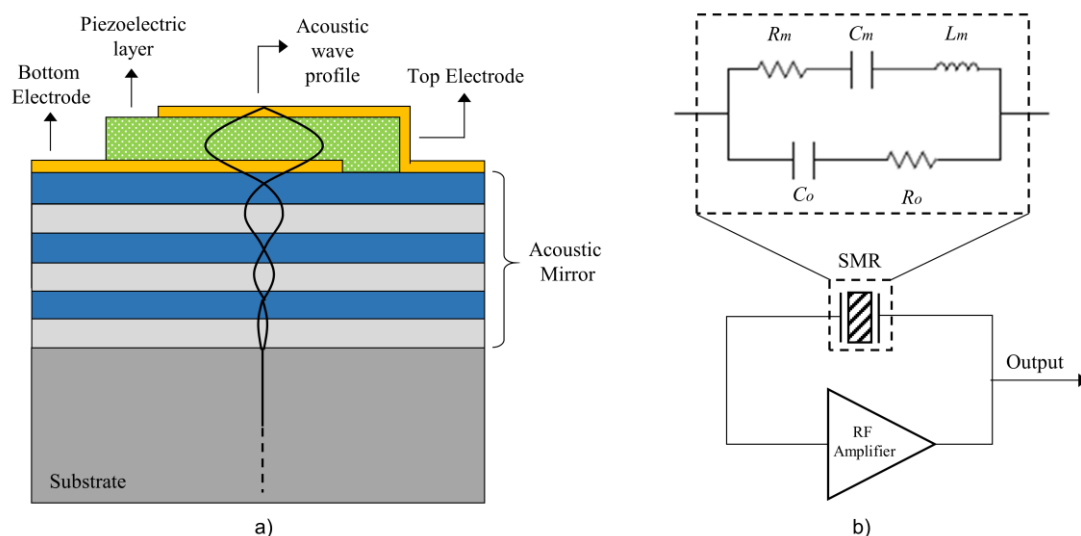 Piezoelectric
layer
Acoustic
wave
profile
Bottom
Electrode
Top Electrode
Acoustic
Mirror
Substrate
a)
Rm
Cm
Lm
Co
Ro
SMR
Output
RF
Amplifier
b)